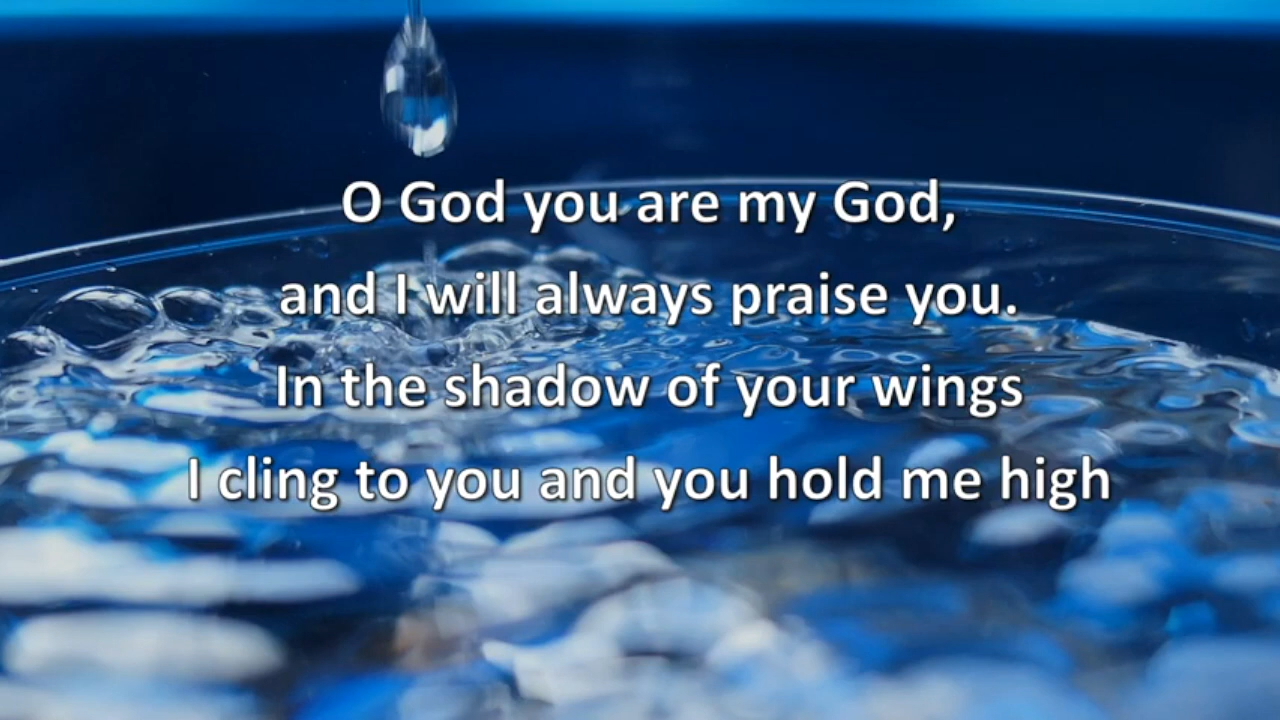 O God you are my God,
and I will always praise you.
In the shadow of your wings
I cling to you and you hold me high